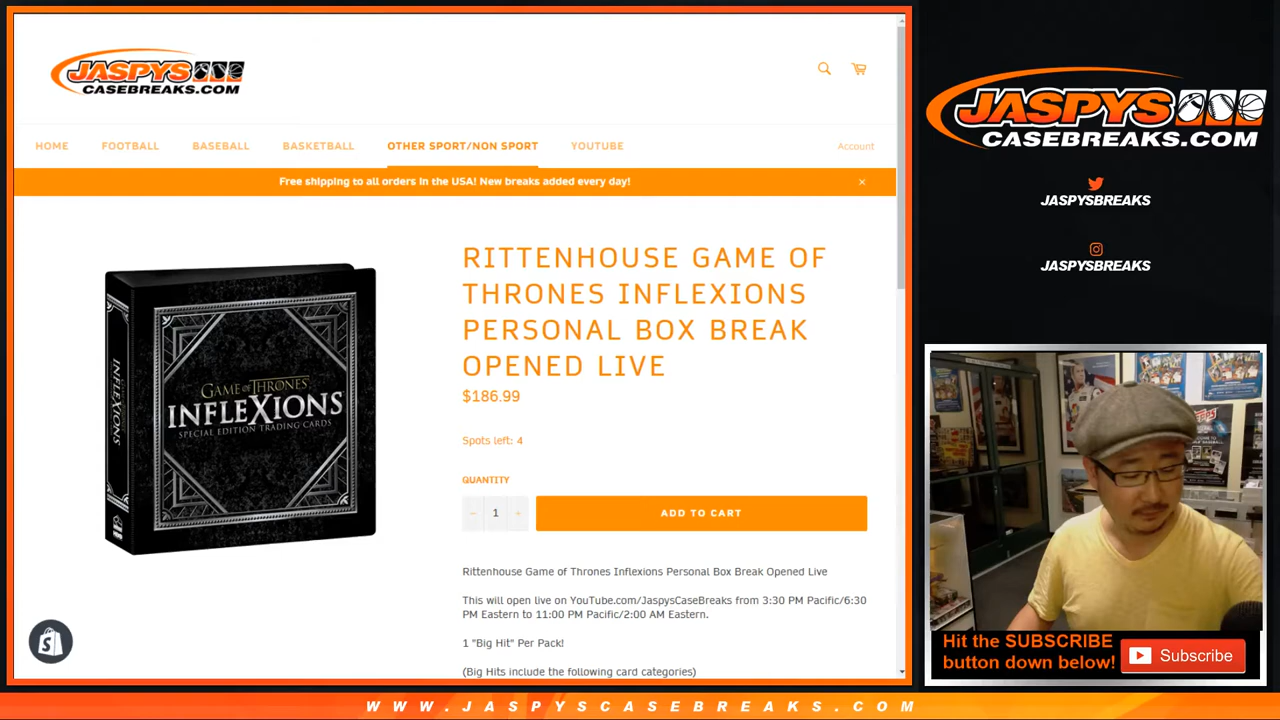 JASPYS
CASEBREAKS.COM
HOME
FOOTBALL
BASEBALL
BASKETBALL
OTHER SPORT/NON SPORT
YOUTUBE
Account
Free shipping to all orders in the USA! New breaks added every day!
×
INFLEXIONS
GAME OF THRONES
INFLEXIONS
SPECIAL EDITION TRADING CARDS
RITTENHOUSE GAME OF
THRONES INFLEXIONS
PERSONAL BOX BREAK
OPENED LIVE
$186.99
Spots left: 4
QUANTITY
− 1 +
ADD TO CART
Rittenhouse Game of Thrones Inflexions Personal Box Break Opened Live
This will open live on YouTube.com/JaspysCaseBreaks from 3:30 PM Pacific/6:30
PM Eastern to 11:00 PM Pacific/2:00 AM Eastern.
1 "Big Hit" Per Pack!
(Big Hits include the following card categories)
JASPYS
CASEBREAKS.COM
JASPYSBREAKS
JASPYSBREAKS
Hit the SUBSCRIBE
button down below!
Subscribe
WWW.JASPYSCASEBREAKS.COM